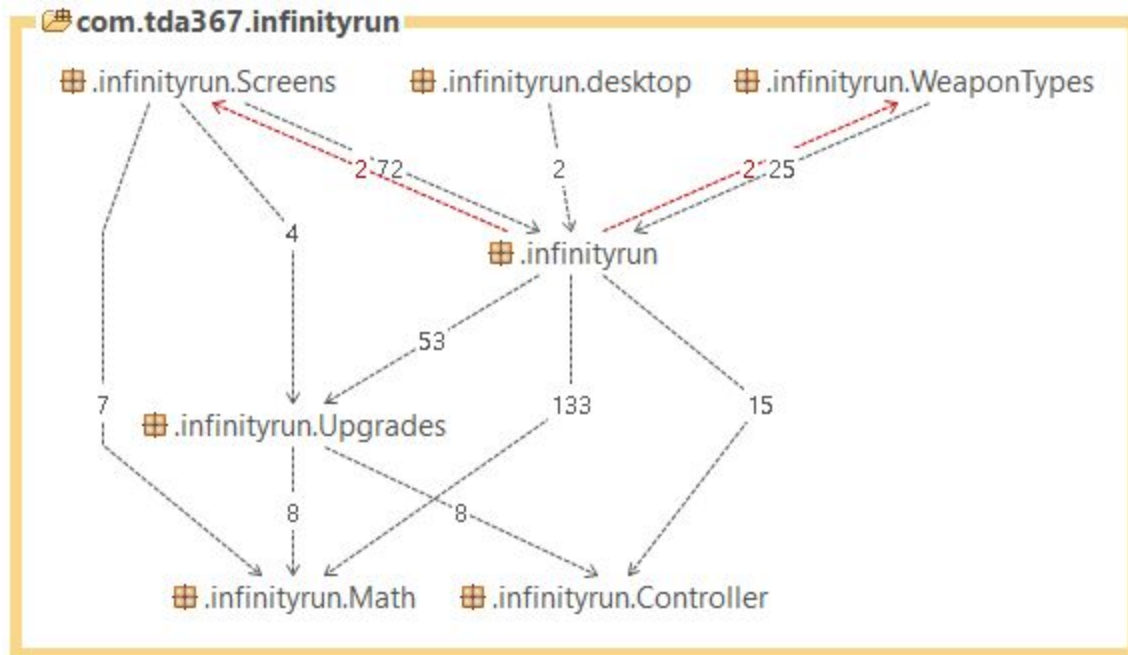 com.tda367.infinityrun
.infinityrun.Screens
.infinityrun.desktop
.infinityrun.WeaponTypes
2 72
2
2 25
4
.infinityrun
53
7
133
15
.infinityrun.Upgrades
8
8
.infinityrun.Math
.infinityrun.Controller